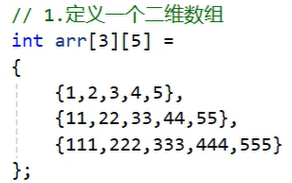 // 1.定义一个二维数组
int arr[3][5] =
{
    {1,2,3,4,5},
    {11,22,33,44,55},
    {111,222,333,444,555}
};